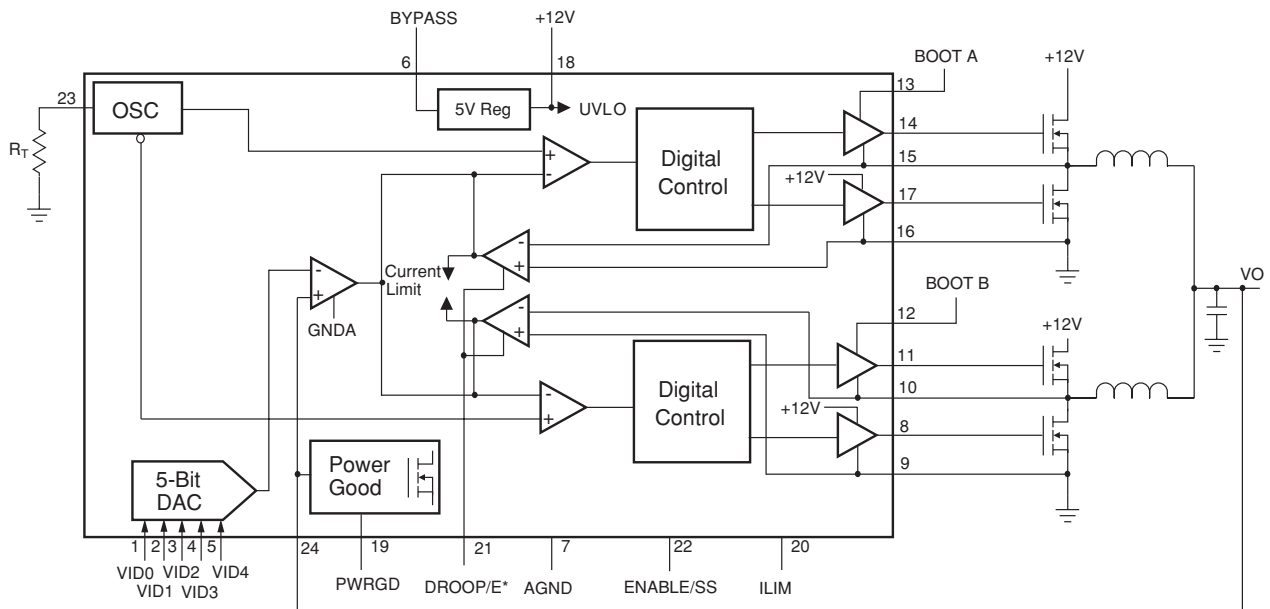 BYPASS
+12V
6
18
BOOT A
+12V
13
23
OSC
5V Reg
UVLO
14
RT
+
-
Digital
Control
15
+12V
17
-
+
16
Current
Limit
-
+
GNDA
BOOT B
VO
-
+
12
+12V
11
-
+
Digital
Control
10
+12V
8
Power
Good
9
5-Bit
DAC
1
2
3
4
5
24
19
21
7
22
20
VID0
VID2
VID4
VID1
VID3
PWRGD
DROOP/E*
AGND
ENABLE/SS
ILIM